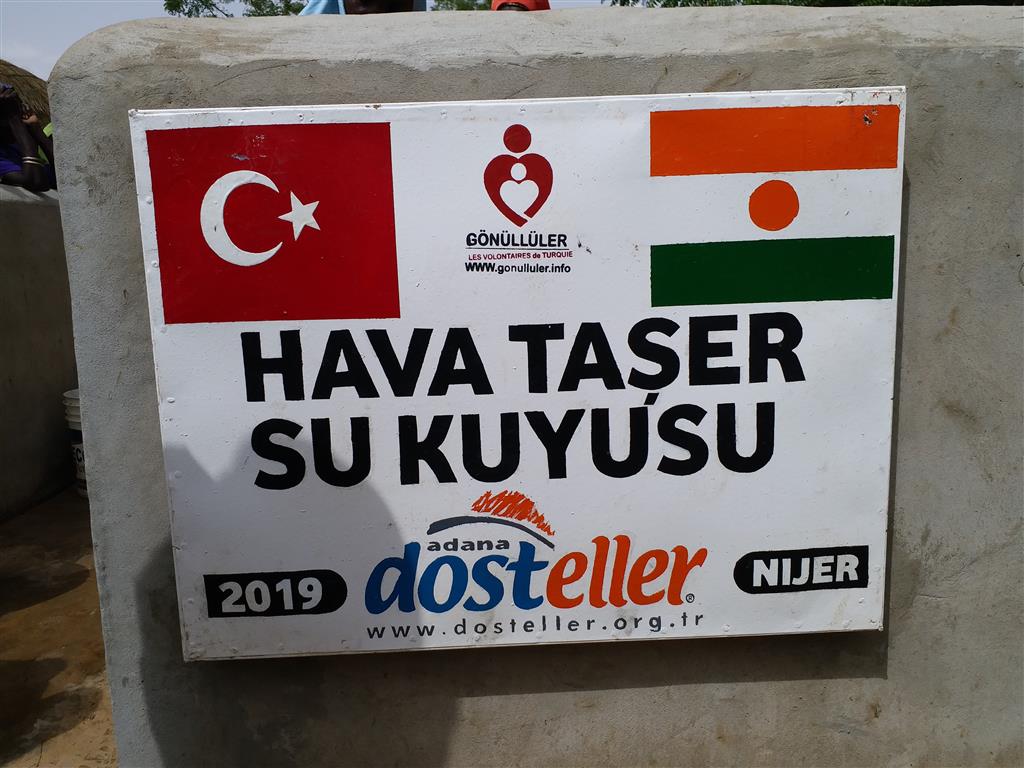 GÖNÜLLÜLER
LES VOLONTAIRES de TURQUIE
www.gonulluler.info
HAVA TAŞER
SU KUYUSU
adana
dosteller
www.dosteller.org.tr
2019
NIJER